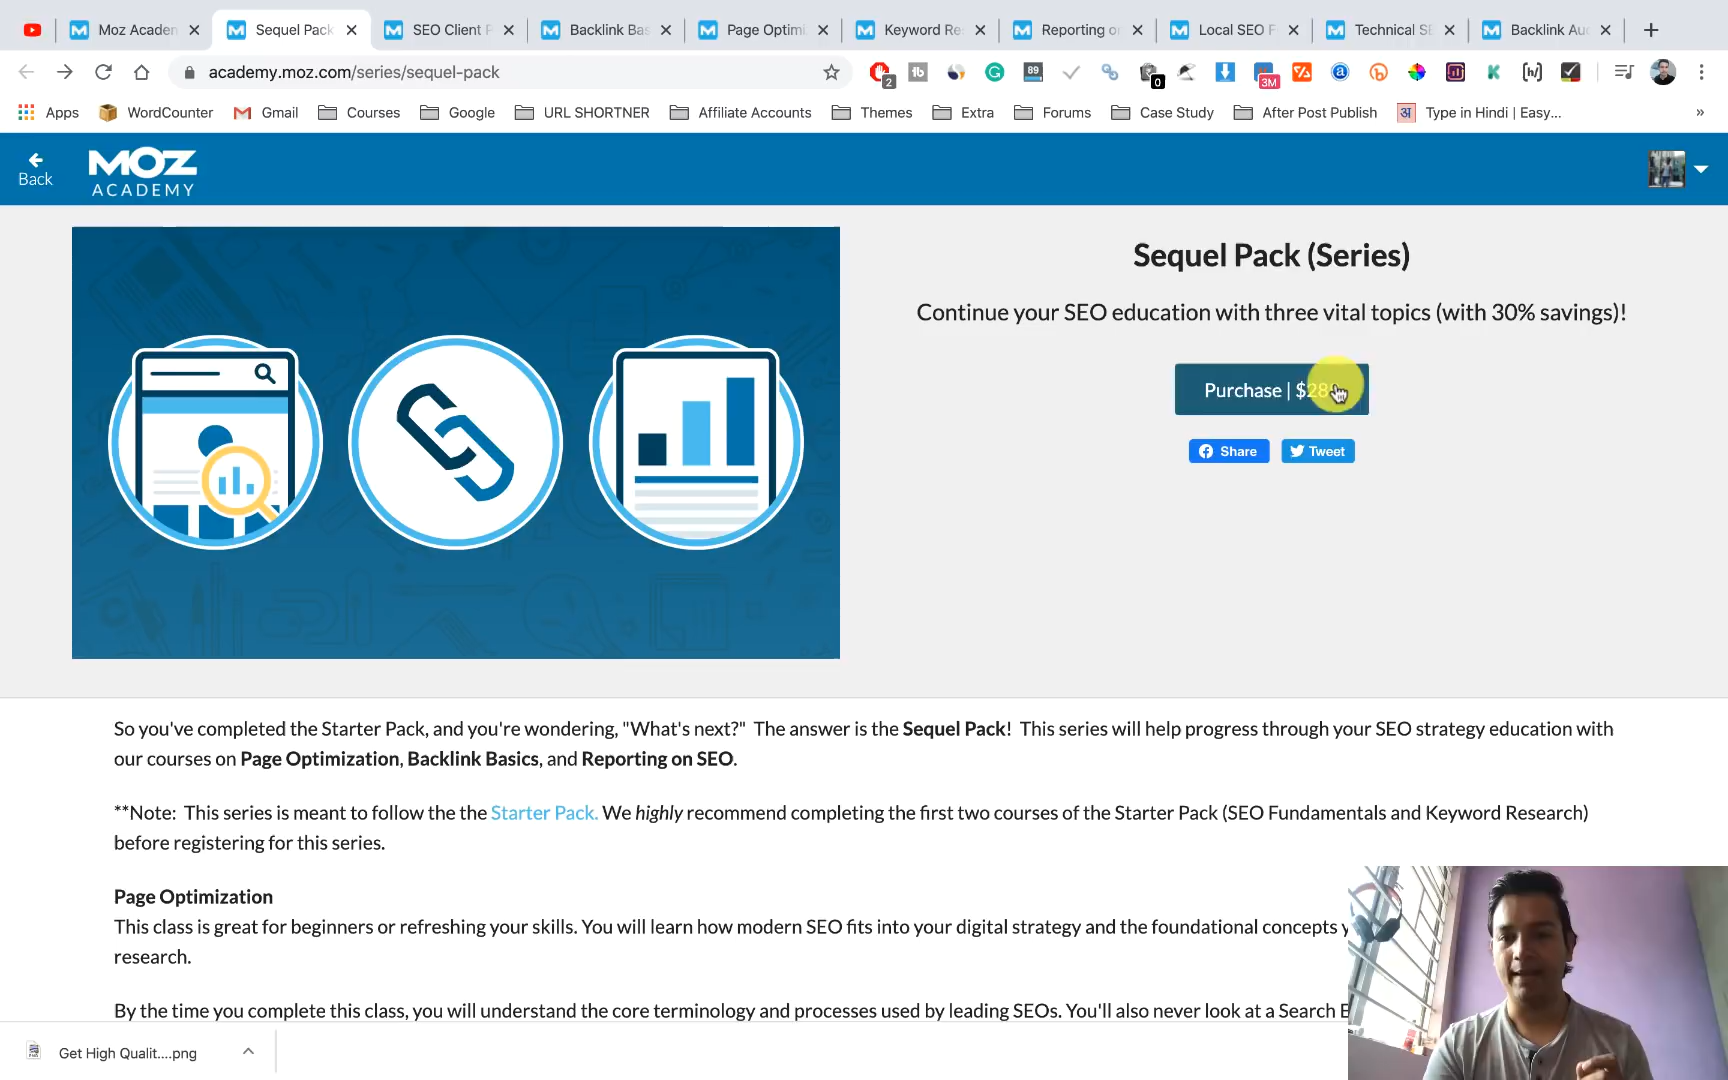 Moz Academ
Sequel Pack
SEO Client P
Backlink Bas
Page Optimi
Keyword Re
Reporting o
Local SEO F
Technical SE
Backlink Aud
academy.moz.com/series/sequel-pack
2
89
0
3M
Apps
WordCounter
Gmail
Courses
Google
URL SHORTNER
Affiliate Accounts
Themes
Extra
Forums
Case Study
After Post Publish
अ
Type in Hindi | Easy...
»
Back
MOZ
ACADEMY
Sequel Pack (Series)
Continue your SEO education with three vital topics (with 30% savings)!
Purchase |
Share
Tweet
So you've completed the Starter Pack, and you're wondering, "What's next?" The answer is the Sequel Pack! This series will help progress through your SEO strategy education with
our courses on Page Optimization, Backlink Basics, and Reporting on SEO.
**Note: This series is meant to follow the the Starter Pack. We highly recommend completing the first two courses of the Starter Pack (SEO Fundamentals and Keyword Research)
before registering for this series.
Page Optimization
This class is great for beginners or refreshing your skills. You will learn how modern SEO fits into your digital strategy and the foundational concepts
research.
By the time you complete this class, you will understand the core terminology and processes used by leading SEOs. You'll also never look at a Search
Get High Qualit....png